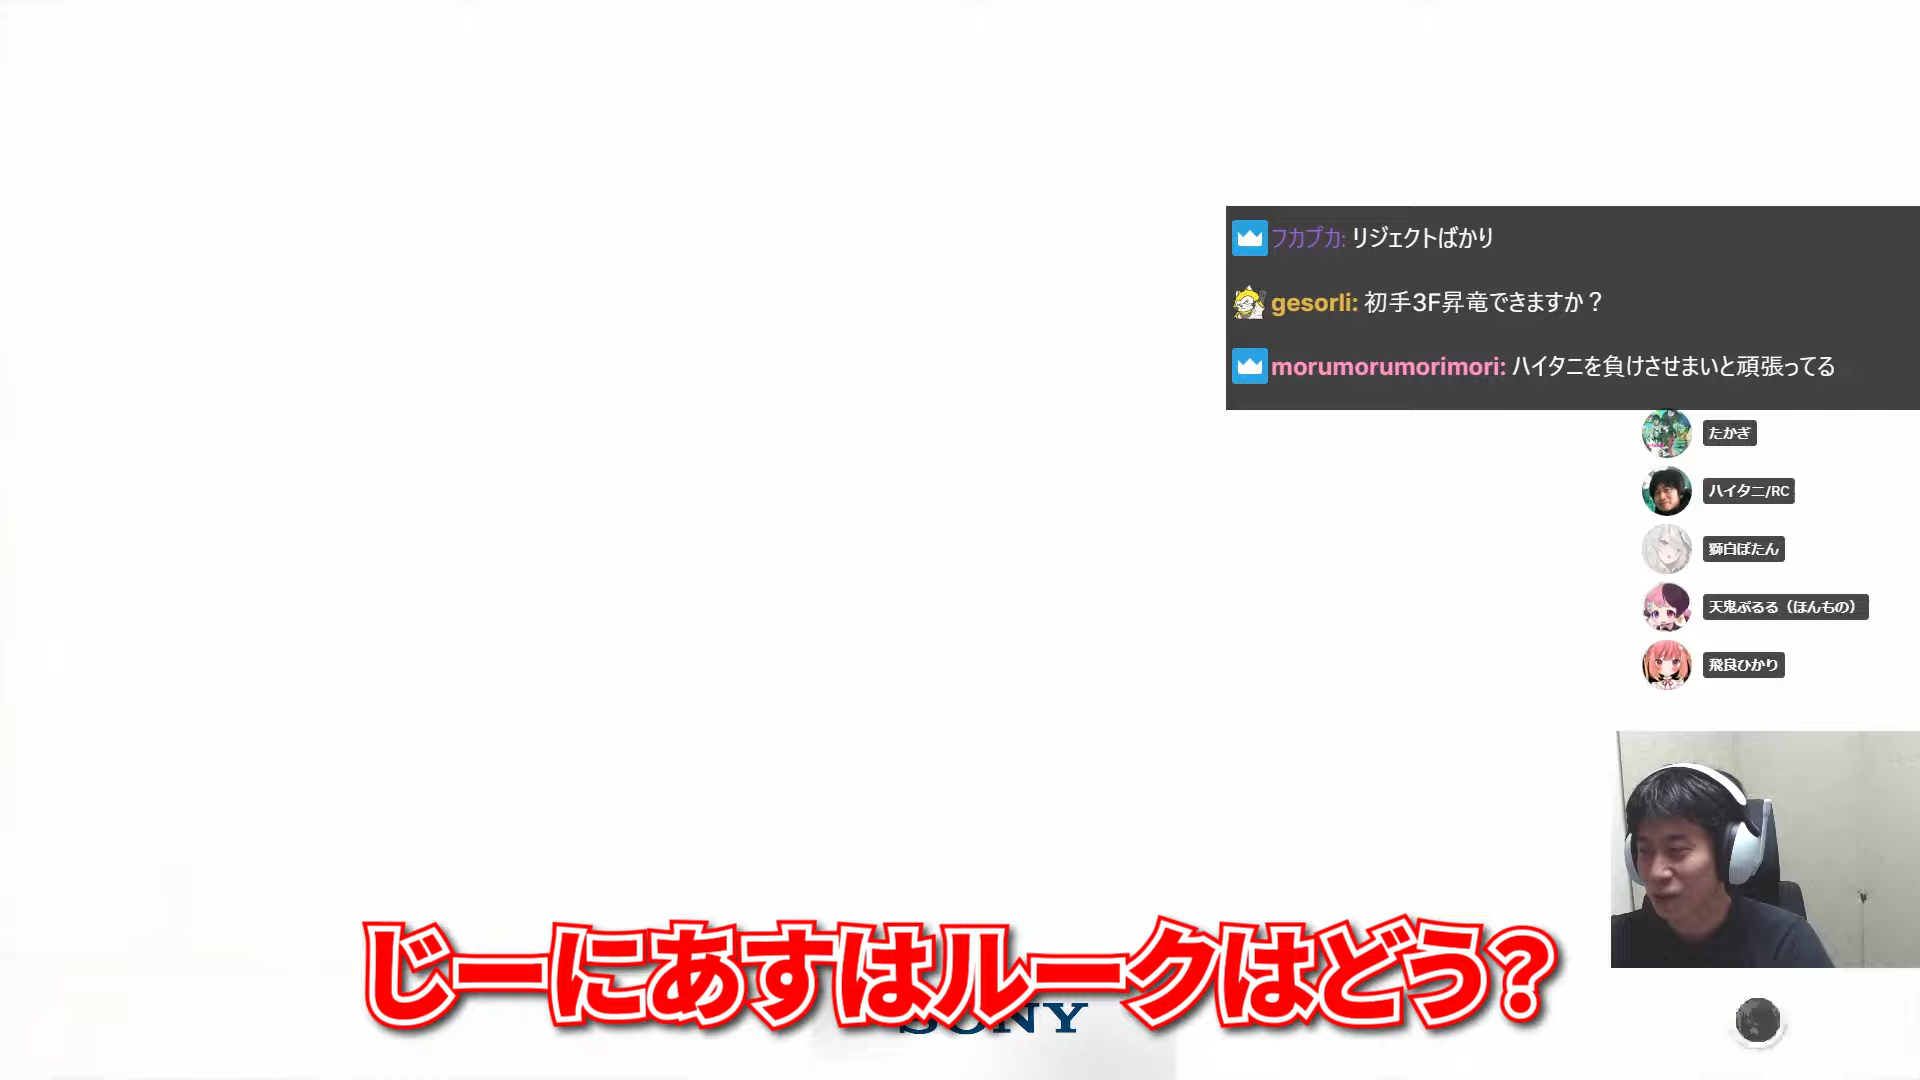 フカプカ: リジェクトばかり
gesorli: 初手3F昇竜できますか？
morumorumorimori: ハイタニを負けさせまいと頑張ってる
たかぎ
ハイタニ/RC
獅白ぼたん
天鬼ぷるる（ほんもの）
飛良ひかり
じーにあすはルークはどう？
SONY